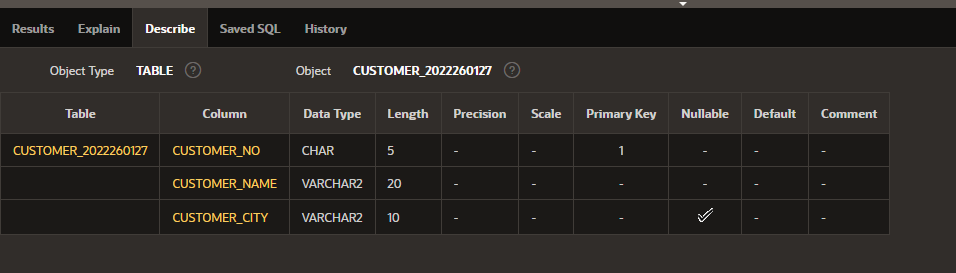 Results Explain Describe Saved SQL History
Object Type TABLE ? Object CUSTOMER_2022260127 ?
Table Column Data Type Length Precision Scale Primary Key Nullable Default Comment
CUSTOMER_2022260127 CUSTOMER_NO CHAR 5 - - 1 - - -
CUSTOMER_NAME VARCHAR2 20 - - - - - -
CUSTOMER_CITY VARCHAR2 10 - - - - -